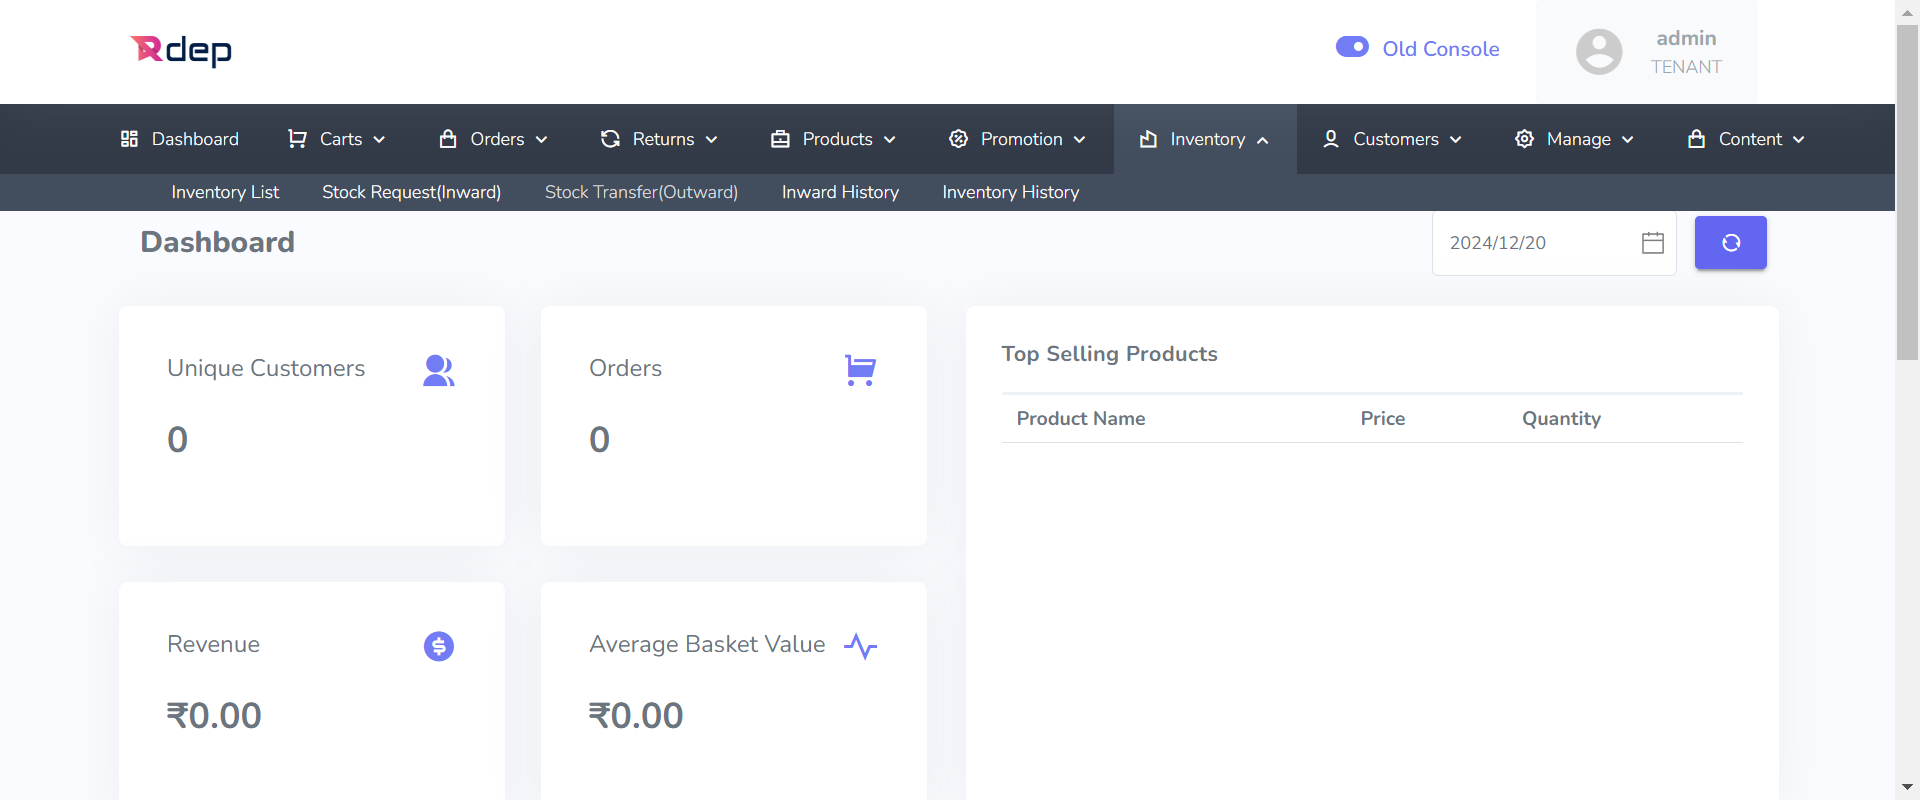 Rdep
Old Console
admin
TENANT
Dashboard Carts Orders Returns Products Promotion Inventory Customers Manage Content
Inventory List Stock Request(Inward) Stock Transfer(Outward) Inward History Inventory History
Dashboard
2024/12/20
Unique Customers
0
Orders
0
Top Selling Products
Product Name Price Quantity
Revenue
₹0.00
Average Basket Value
₹0.00